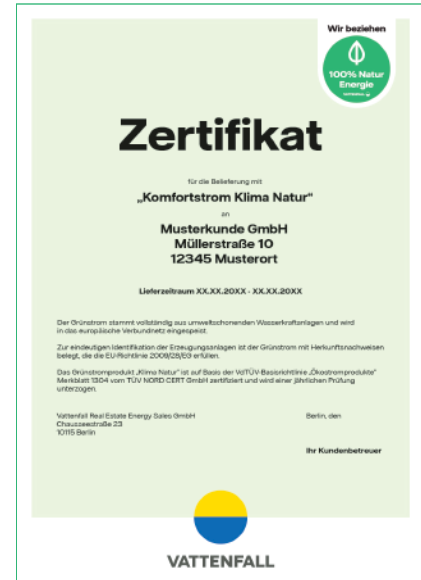 Wir beziehen
100% Natur
Energie
VATTENFALL
Zertifikat
für die Belieferung mit
„Komfortstrom Klima Natur"
an
Musterkunde GmbH
Müllerstraße 10
12345 Musterort
Lieferzeitraum XX.XX.20XX - XX.XX.20XX
Der Grünstrom stammt vollständig aus umweltschonenden Wasserkraftanlagen und wird
in das europäische Verbundnetz eingespeist.
Zur eindeutigen Identifikation der Erzeugungsanlagen ist der Grünstrom mit Herkunftsnachweisen
belegt, die die EU-Richtlinie 2009/28/EG erfüllen.
Das Grünstromprodukt „Klima Natur" ist auf Basis der VdTÜV-Basisrichtlinie „Ökostromprodukte"
Merkblatt 1304 vom TÜV NORD CERT GmbH zertifiziert und wird einer jährlichen Prüfung
unterzogen.
Vattenfall Real Estate Energy Sales GmbH
Chausseestraße 23
10115 Berlin
Berlin, den
Ihr Kundenbetreuer
VATTENFALL